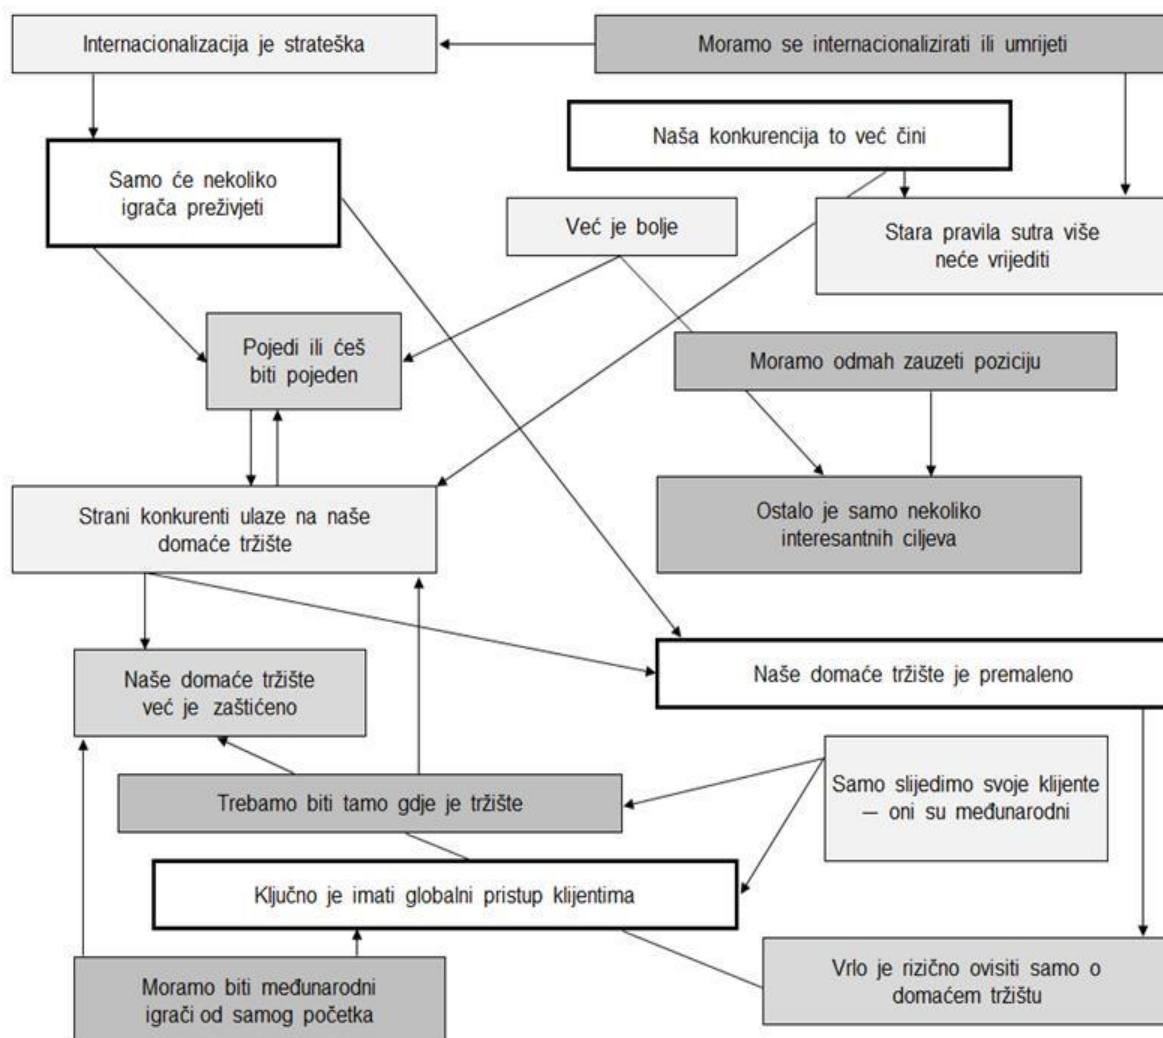 Internacionalizacija je strateška
Moramo se internacionalizirati ili umrijeti
Naša konkurencija to već čini
Samo će nekoliko
igrača preživjeti
Već je bolje
Stara pravila sutra više
neće vrijediti
Pojedi ili ćeš
biti pojeden
Moramo odmah zauzeti poziciju
Strani konkurenti ulaze na naše
domaće tržište
Ostalo je samo nekoliko
interesantnih ciljeva
Naše domaće tržište
već je zaštićeno
Naše domaće tržište je premaleno
Trebamo biti tamo gdje je tržište
Samo slijedimo svoje klijente
— oni su međunarodni
Ključno je imati globalni pristup klijentima
Moramo biti međunarodni
igrači od samog početka
Vrlo je rizično ovisiti samo o
domaćem tržištu